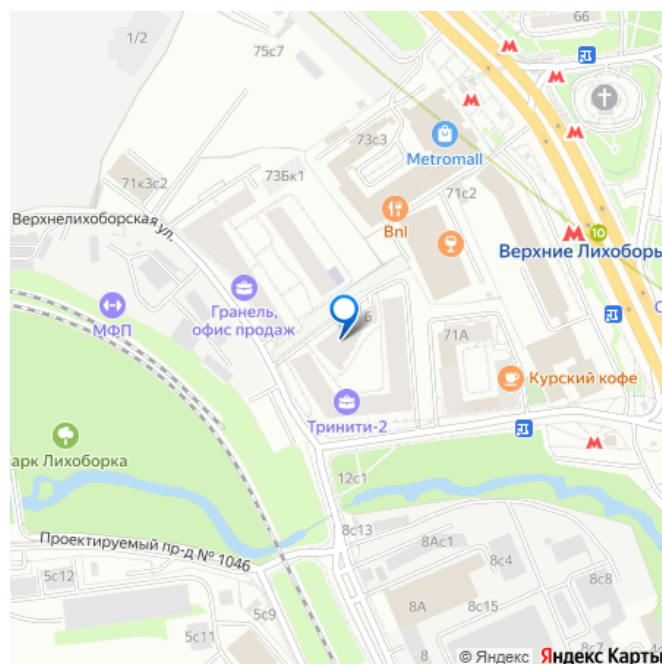 66
1/2
75с7
73с3
Metromall
73Бк1
71к3с2
71с2
Верхнелихоборская ул.
Bnl
10
Верхние Лихоборы
Гранель,
офис продаж
МФП
6
71А
Курский кофе
Тринити-2
арк Лихоборка
12с1
8с13
Проектируемый пр-д № 1046
8Ас1
8с4
5с12
8с8
8А
8с15
5с9
5с11
8
8с7
© Яндекс Яндекс Карты